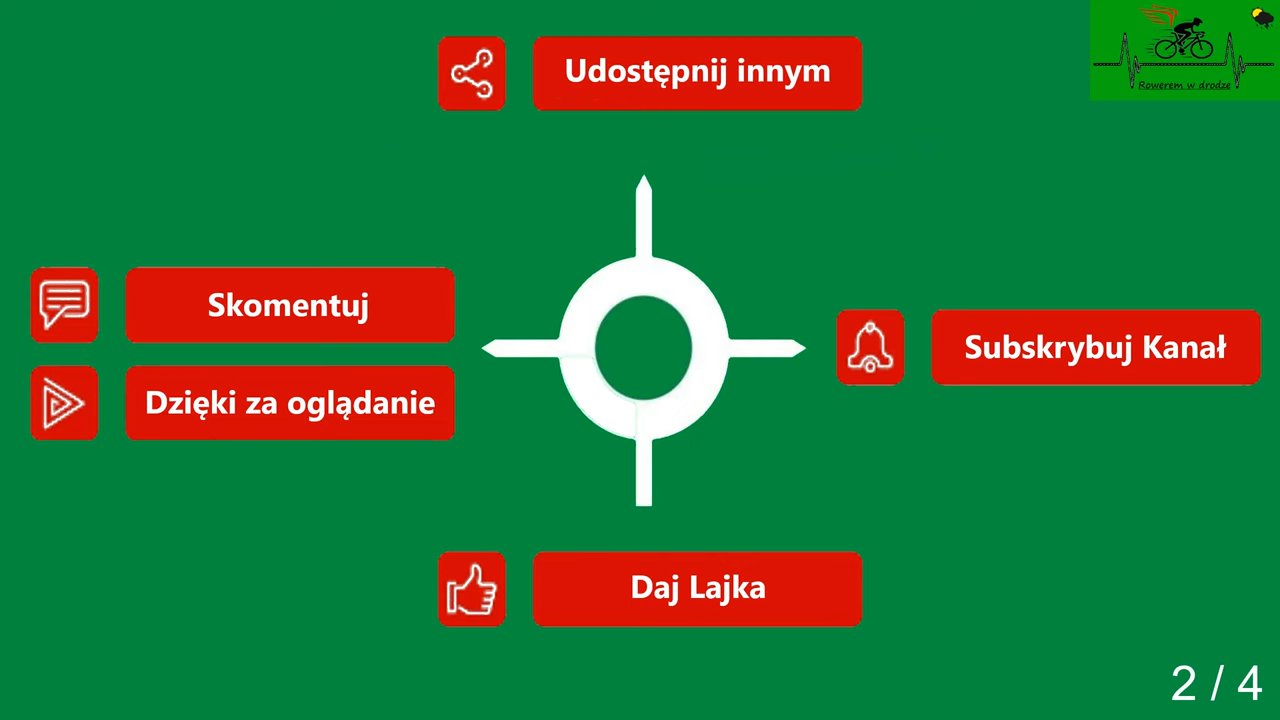 Udostępnij innym
Rowerem w drodze
Skomentuj
Dzięki za oglądanie
Subskrybuj Kanał
Daj Lajka
2 / 4